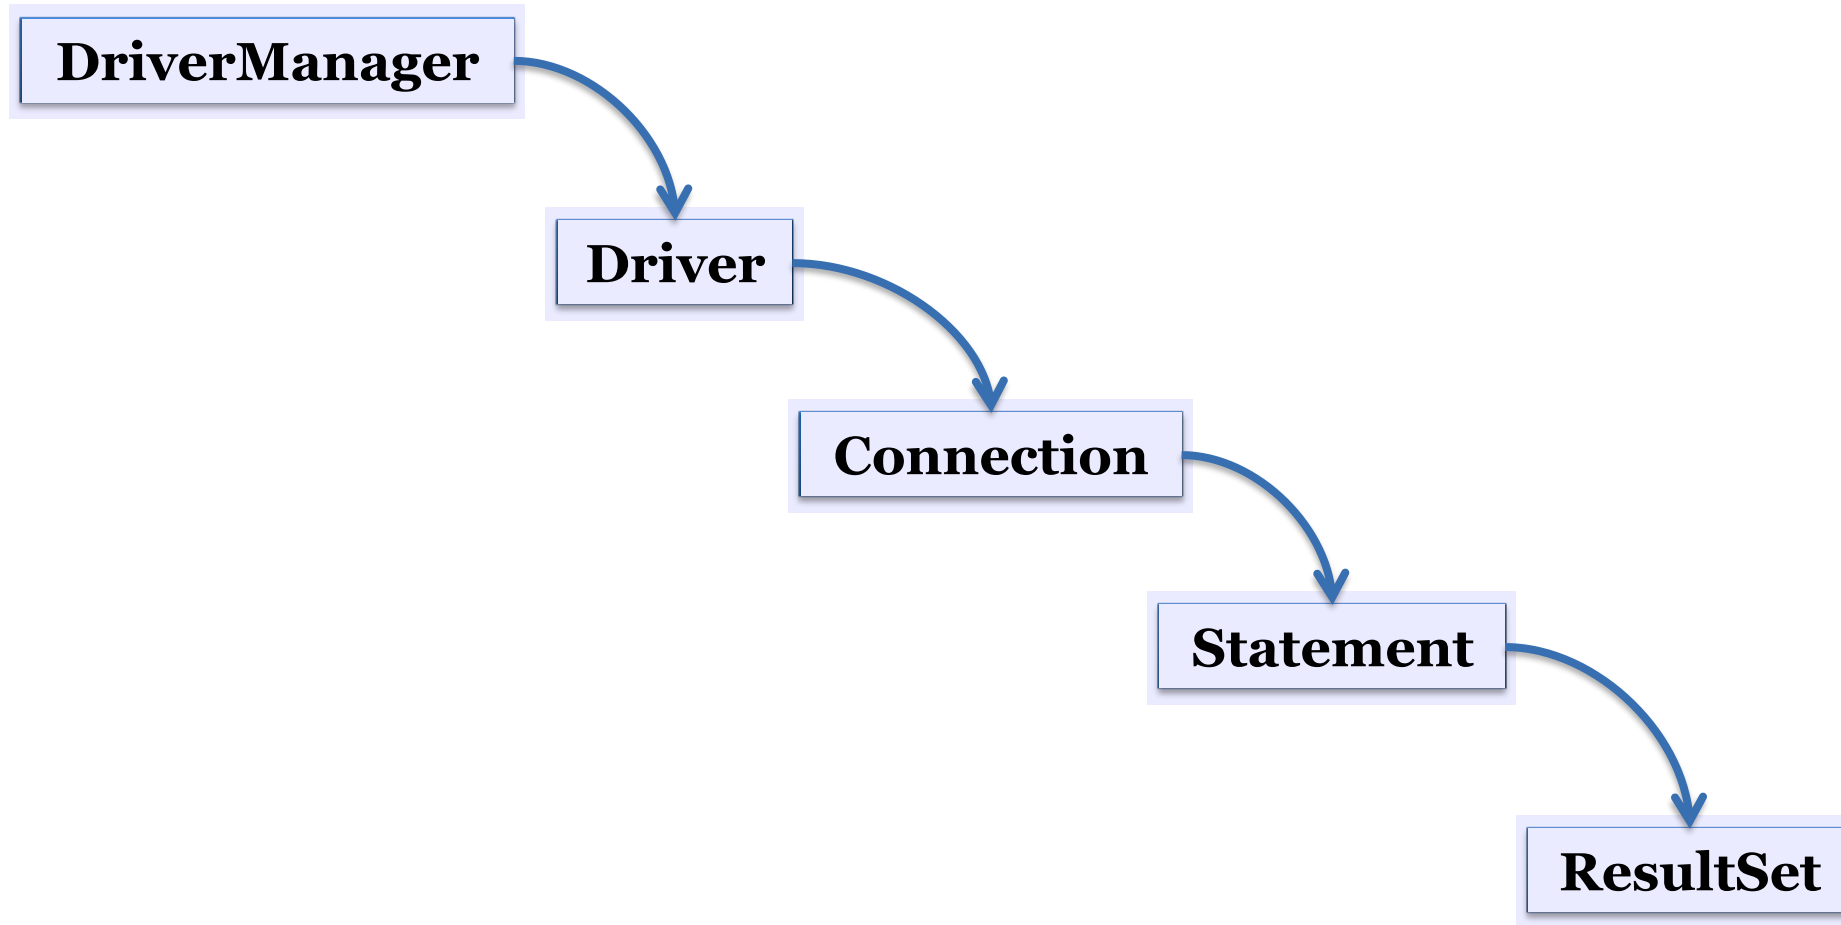 DriverManager
Driver
Connection
Statement
ResultSet